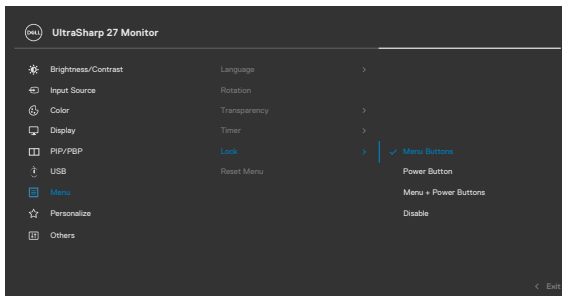 DELL UltraSharp 27 Monitor
Brightness/Contrast Language >
Input Source Rotation
Color Transparency >
Display Timer >
PIP/PBP Lock > ✓ Menu Buttons
USB Reset Menu Power Button
Menu Menu + Power Buttons
Personalize Disable
Others
< Exit